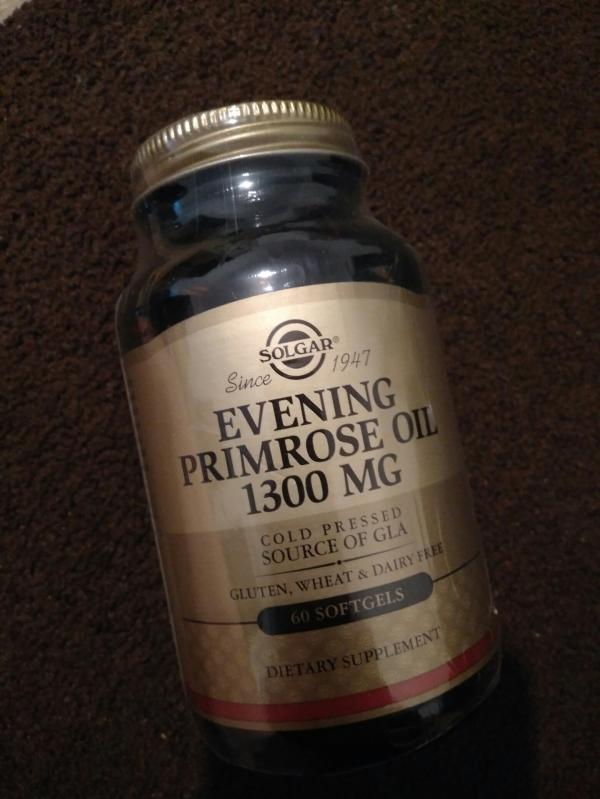 SOLGAR®
Since 1947
EVENING
PRIMROSE OIL
1300 MG
COLD PRESSED
SOURCE OF GLA
GLUTEN, WHEAT & DAIRY FREE
60 SOFTGELS
DIETARY SUPPLEMENT